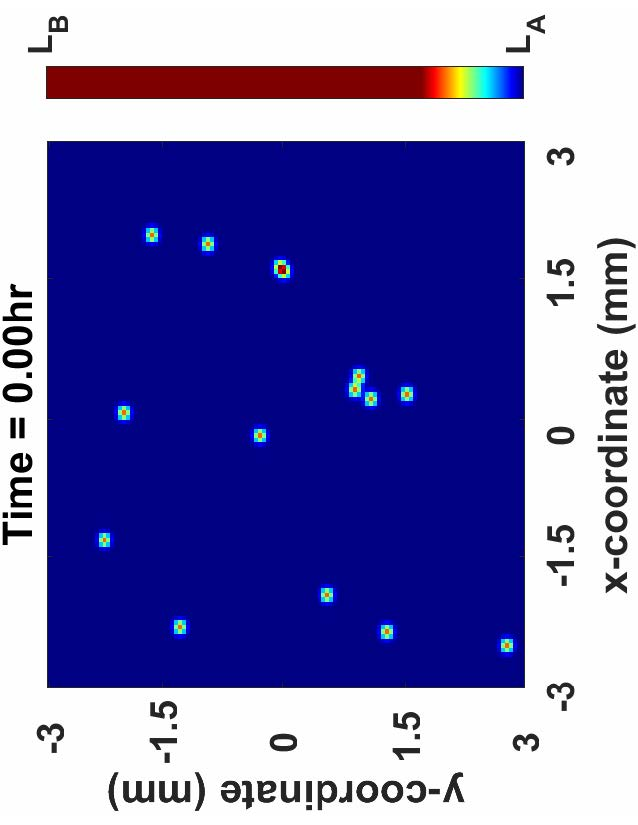 Time = 0.00hr
L_B
L_A
3
1.5
0
-1.5
-3
x-coordinate (mm)
-3
-1.5
0
1.5
3
y-coordinate (mm)